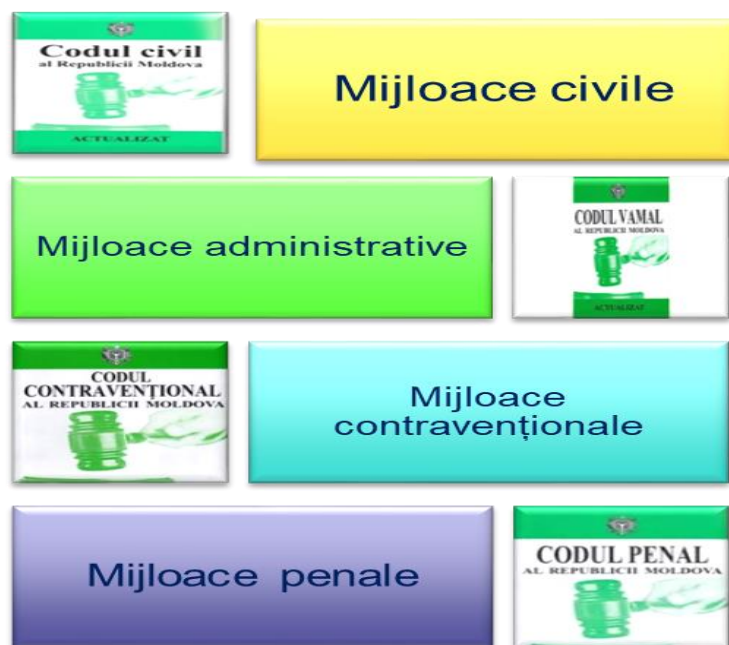 Codul civil
al Republicii Moldova
ACTUALIZAT
Mijloace civile
Mijloace administrative
CODUL VAMAL
AL REPUBLICII MOLDOVA
ACTUALIZAT
CODUL
CONTRAVENȚIONAL
AL REPUBLICII MOLDOVA
Mijloace
contravenționale
Mijloace penale
CODUL PENAL
AL REPUBLICII MOLDOVA